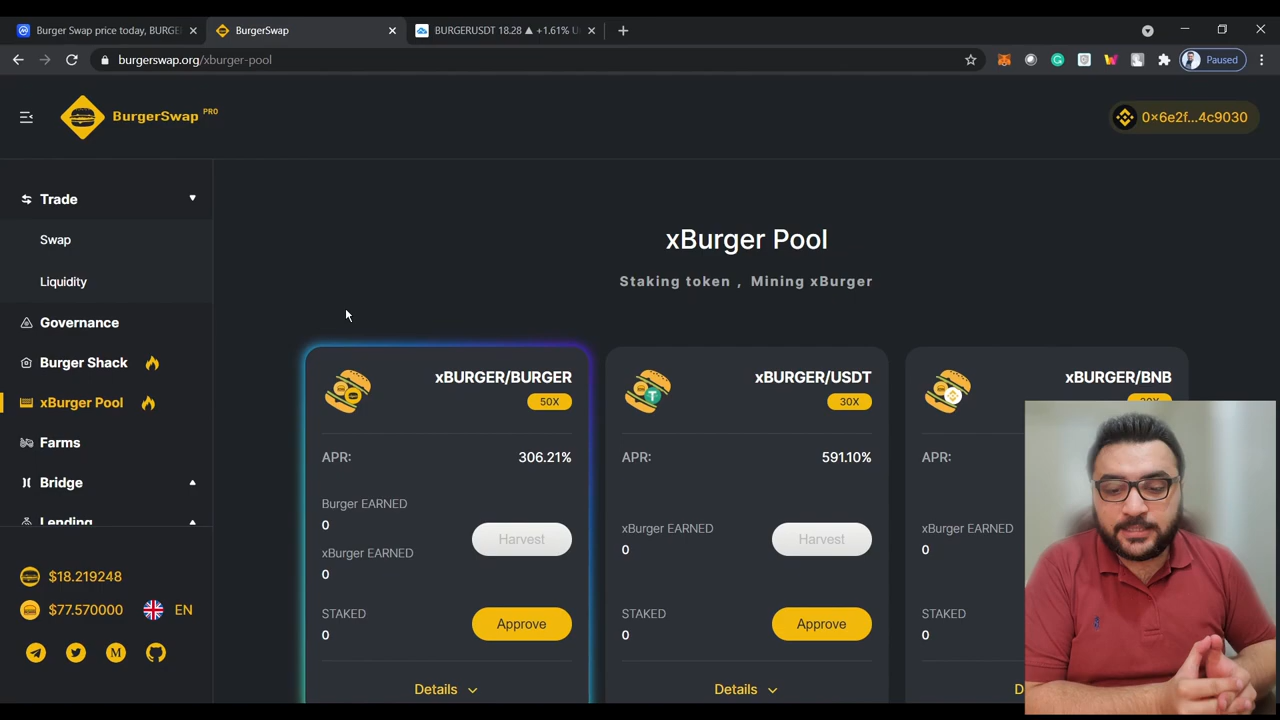 Burger Swap price today, BURGE
BurgerSwap
BURGERUSDT 18.28 ▲ +1.61% U
burgerswap.org/xburger-pool
Paused
BurgerSwap PRO
0×6e2f...4c9030
Trade
Swap
Liquidity
Governance
Burger Shack
xBurger Pool
Farms
Bridge
Lending
$18.219248
$77.570000
EN
xBurger Pool
Staking token , Mining xBurger
xBURGER/BURGER
50X
APR: 306.21%
Burger EARNED
0
xBurger EARNED
0
Harvest
STAKED
0
Approve
Details
xBURGER/USDT
30X
APR: 591.10%
xBurger EARNED
0
Harvest
STAKED
0
Approve
Details
xBURGER/BNB
APR:
xBurger EARNED
0
STAKED
0